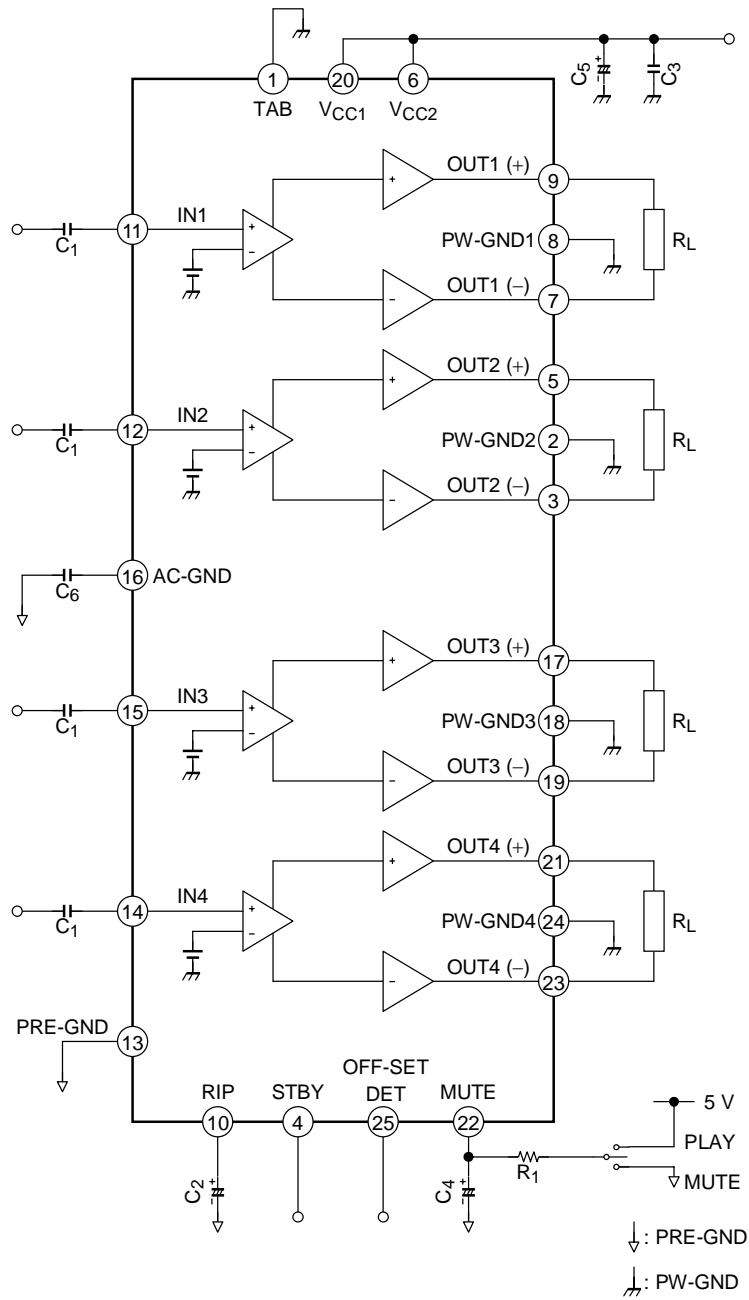 1 20 6
TAB VCC1 VCC2
C5 C3
11 IN1 C1
OUT1 (+) 9
PW-GND1 8
OUT1 (−) 7
RL
12 IN2 C1
OUT2 (+) 5
PW-GND2 2
OUT2 (−) 3
RL
16 AC-GND
C6
15 IN3 C1
OUT3 (+) 17
PW-GND3 18
OUT3 (−) 19
RL
14 IN4 C1
OUT4 (+) 21
PW-GND4 24
OUT4 (−) 23
RL
PRE-GND 13
RIP STBY OFF-SET DET MUTE
10 4 25 22
C2 C4 R1
5 V
PLAY
MUTE
: PRE-GND
: PW-GND